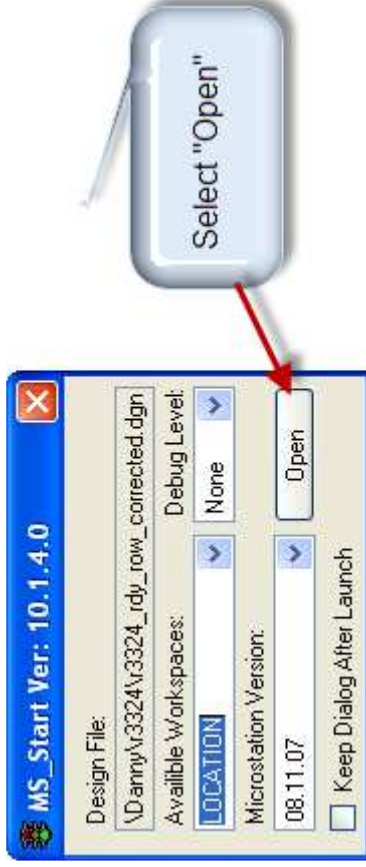 MS_Start Ver: 10.1.4.0
Design File:
\Danny\r3324\r3324_rdy_row_corrected.dgn
Availible Workspaces:
Debug Level:
LOCATION
None
Microstation Version:
08.11.07
Open
Keep Dialog After Launch
Select "Open"